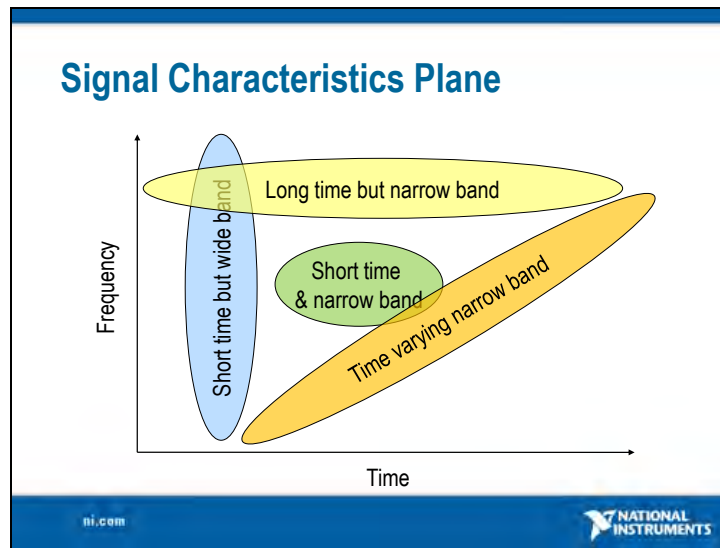 Signal Characteristics Plane
Long time but narrow band
Short time but wide band
Short time
& narrow band
Time varying narrow band
Frequency
Time
ni.com
NATIONAL
INSTRUMENTS